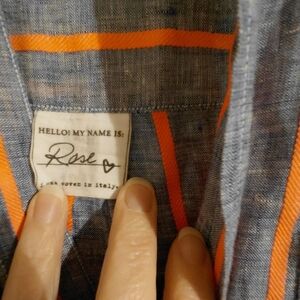 HELLO! MY NAME IS:
Rose
woven in italy.